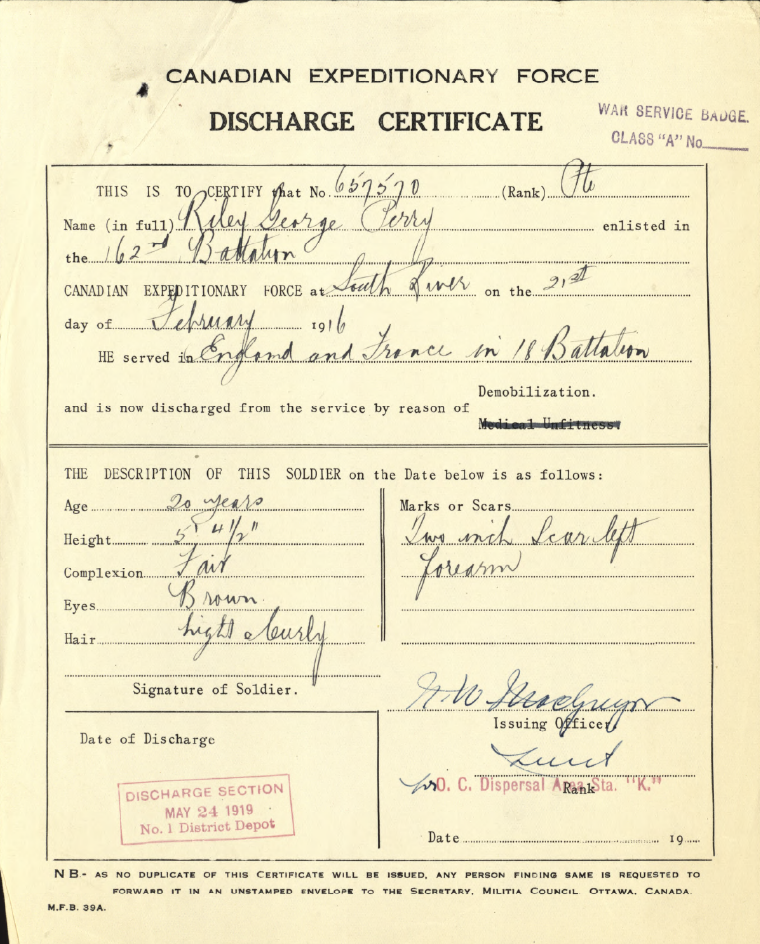 CANADIAN EXPEDITIONARY FORCE
DISCHARGE CERTIFICATE
WAR SERVICE BADGE.
CLASS "A" No
THIS IS TO CERTIFY that No. 657570 (Rank) Pte
Name (in full) Riley George Perry enlisted in
the 162nd Battalion
CANADIAN EXPEDITIONARY FORCE at South River on the 21st
day of February 1916
HE served in England and France in 18 Battalion
Demobilization.
and is now discharged from the service by reason of
Medical Unfitness.
THE DESCRIPTION OF THIS SOLDIER on the Date below is as follows:
Age 20 years
Height 5' 4 1/2"
Complexion Fair
Eyes Brown
Hair Light Curly
Marks or Scars
Two inch Scar left
forearm
Signature of Soldier.
N W MacGregor
Issuing Officer.
Lieut
for O. C. Dispersal Area Sta. "K."
Rank
Date 19
Date of Discharge
DISCHARGE SECTION
MAY 24 1919
No. 1 District Depot
NB.- AS NO DUPLICATE OF THIS CERTIFICATE WILL BE ISSUED, ANY PERSON FINDING SAME IS REQUESTED TO
FORWARD IT IN AN UNSTAMPED ENVELOPE TO THE SECRETARY, MILITIA COUNCIL OTTAWA, CANADA.
M.F.B. 39A.